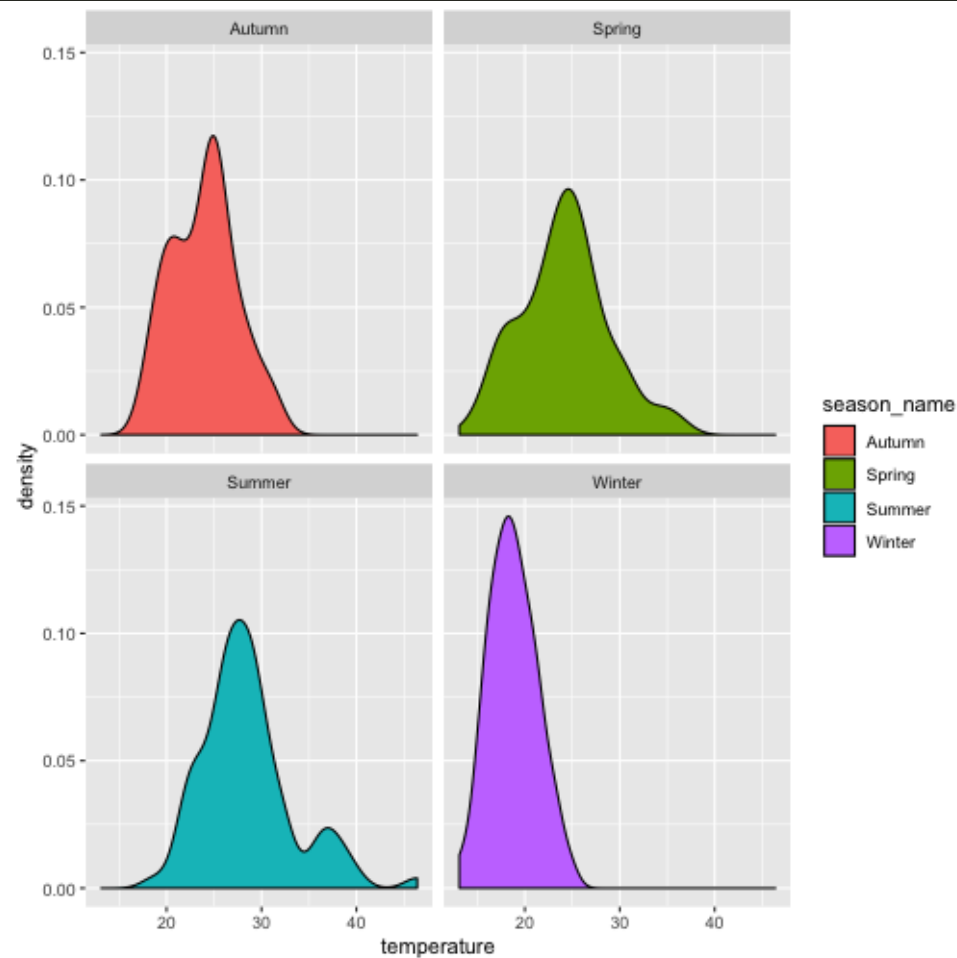 Autumn
Spring
0.15
0.10
0.05
0.00
Summer
Winter
0.15
0.10
0.05
0.00
20 30 40
20 30 40
temperature
density
season_name
Autumn
Spring
Summer
Winter